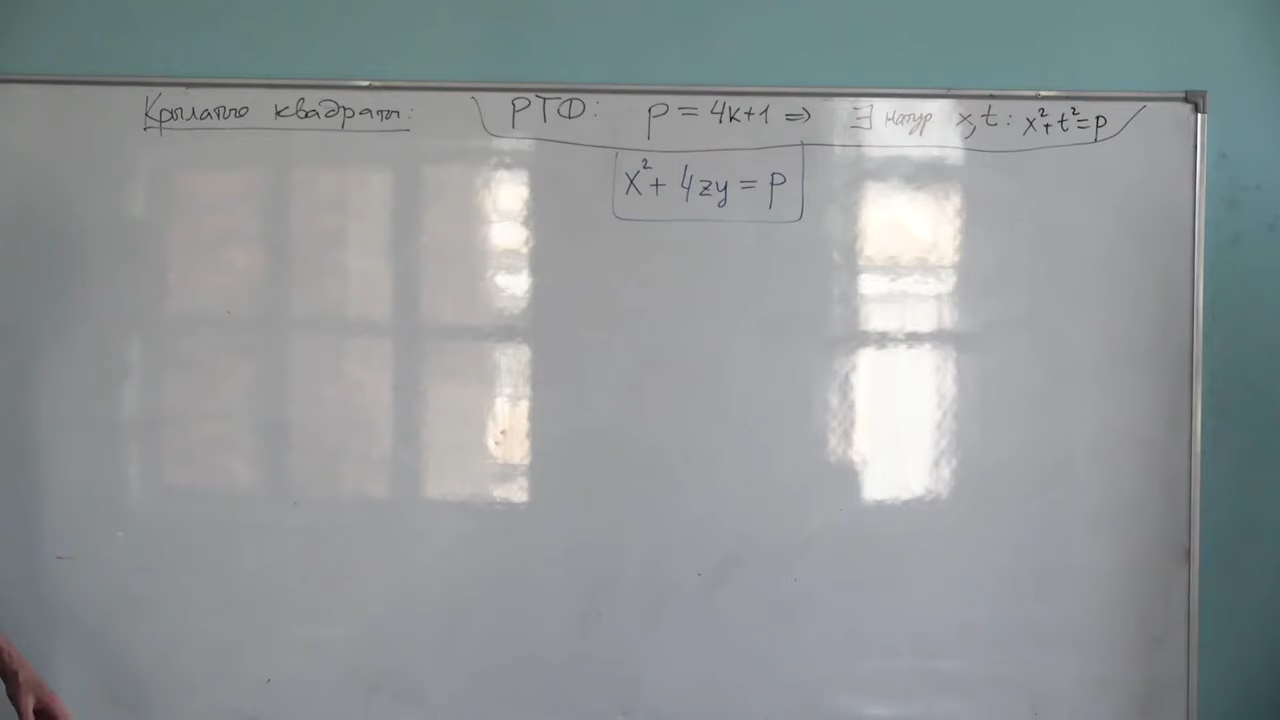 Крылатые квадраты: РТФ: p = 4k+1 ⇒ ∃ натур x, t : x²+t²=p
x² + 4zy = p